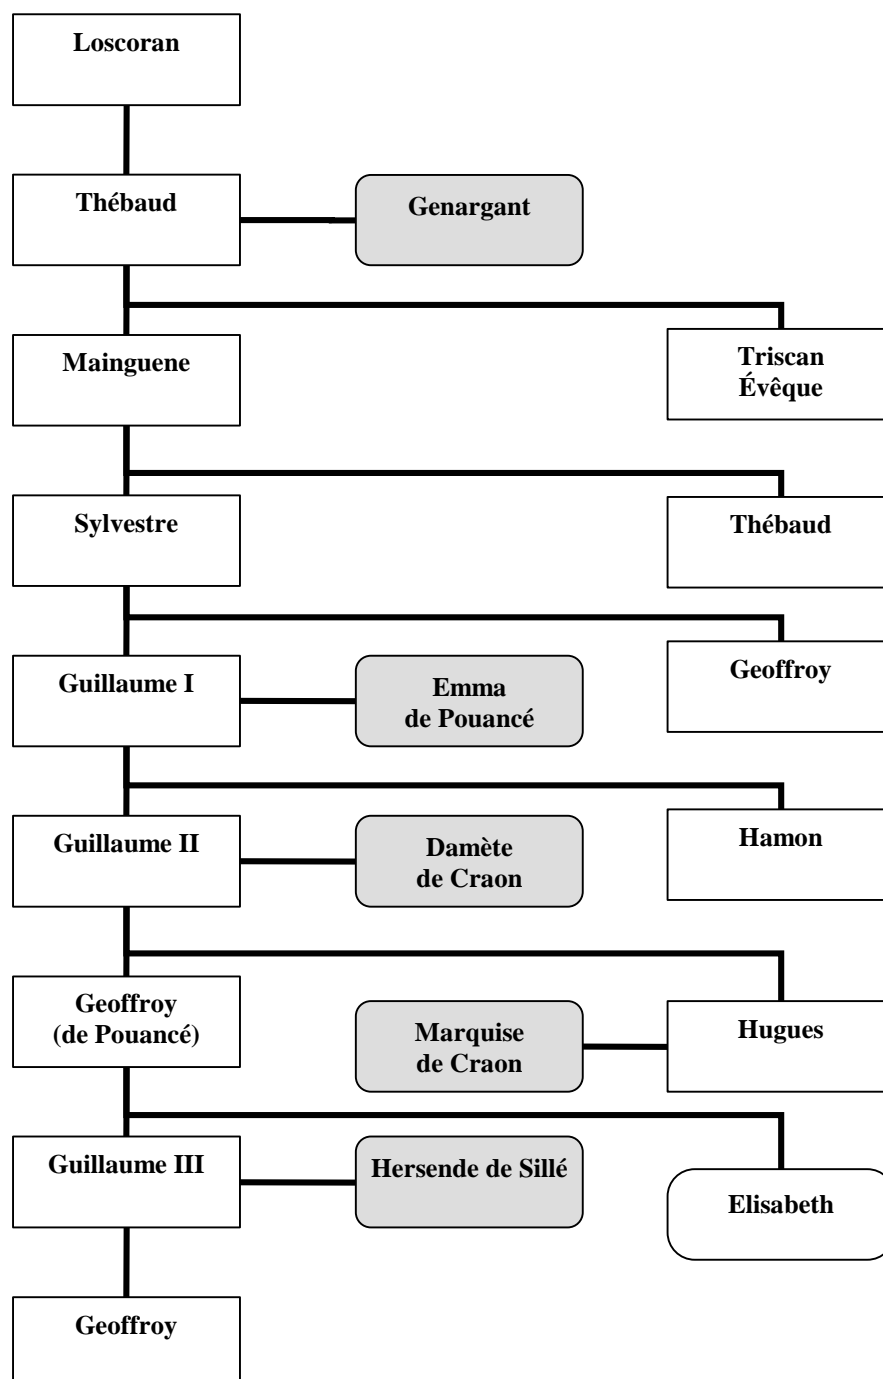 Loscoran
Thébaud
Genargant
Mainguene
Triscan
Évêque
Sylvestre
Thébaud
Guillaume I
Emma
de Pouancé
Geoffroy
Guillaume II
Damète
de Craon
Hamon
Geoffroy
(de Pouancé)
Marquise
de Craon
Hugues
Guillaume III
Hersende de Sillé
Elisabeth
Geoffroy